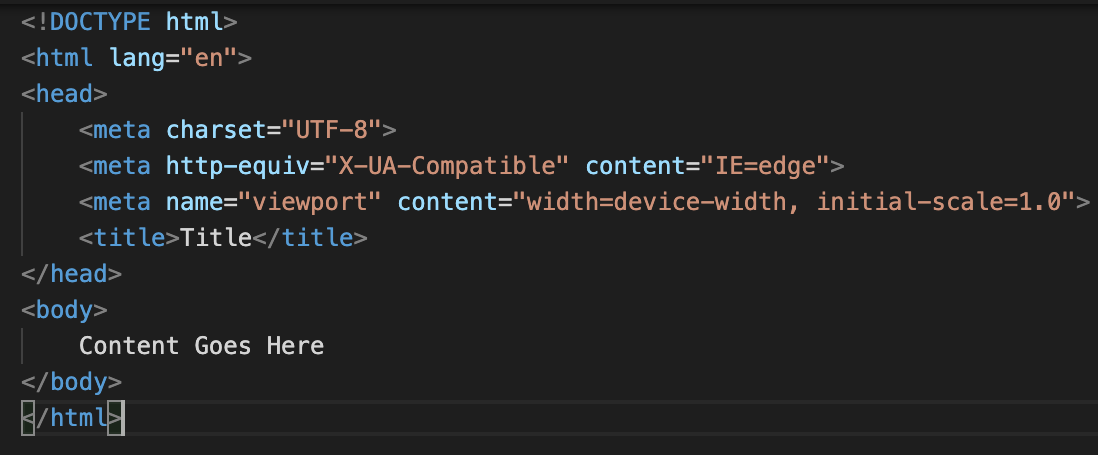 <!DOCTYPE html>
<html lang="en">
<head>
    <meta charset="UTF-8">
    <meta http-equiv="X-UA-Compatible" content="IE=edge">
    <meta name="viewport" content="width=device-width, initial-scale=1.0">
    <title>Title</title>
</head>
<body>
    Content Goes Here
</body>
</html>